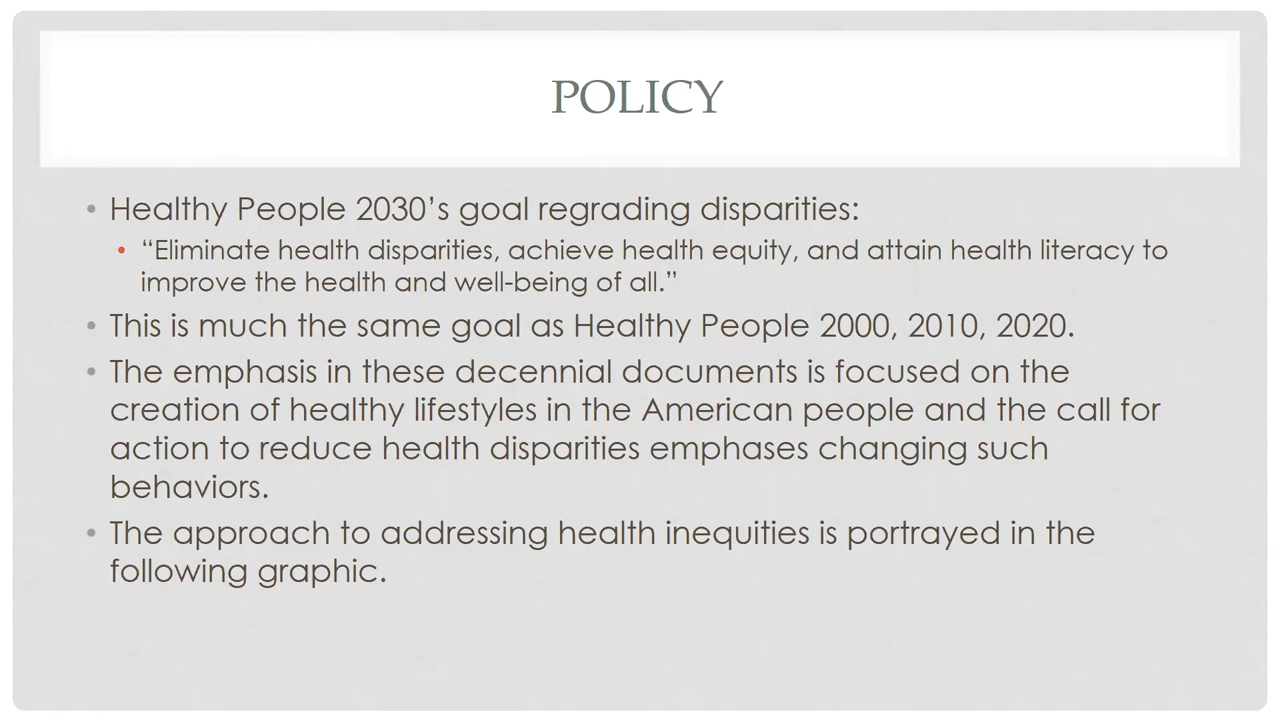 POLICY
• Healthy People 2030’s goal regrading disparities:
• “Eliminate health disparities, achieve health equity, and attain health literacy to
improve the health and well-being of all.”
• This is much the same goal as Healthy People 2000, 2010, 2020.
• The emphasis in these decennial documents is focused on the
creation of healthy lifestyles in the American people and the call for
action to reduce health disparities emphases changing such
behaviors.
• The approach to addressing health inequities is portrayed in the
following graphic.